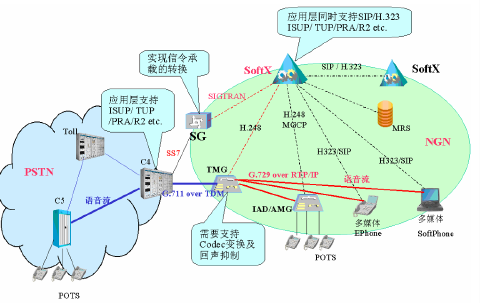 应用层同时支持SIP/H.323
ISUP/ TUP/PRA/R2 etc.
实现信令承
载的转换
SoftX
SIP / H.323
SoftX
应用层支持
ISUP/ TUP
/PRA/R2 etc.
SIGTRAN
SG
H.248
H.248
MGCP
MRS
NGN
Toll
SS7
C4
H323/SIP
H323/SIP
PSTN
TMG
G.729 over RTP/IP
语音流
C5
语音流
G.711 over TDM
IAD/AMG
多媒体
EPhone
多媒体
SoftPhone
需要支持
Codec变换及
回声抑制
POTS
POTS